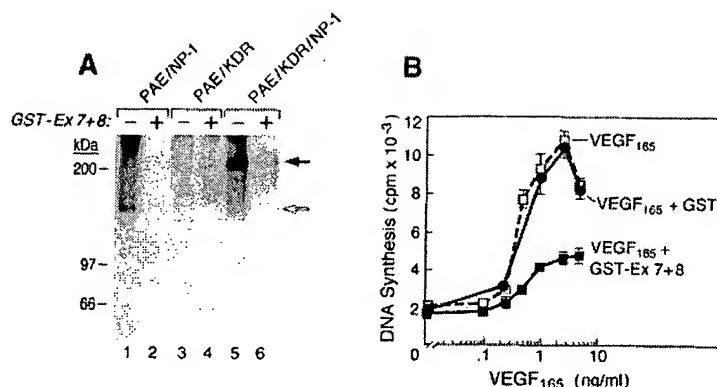 A
PAE/NP-1
PAE/KDR
PAE/KDR/NP-1
GST-Ex 7+8: - + - + - +
kDa
200
97
66
1 2 3 4 5 6
B
DNA Synthesis (cpm x 10⁻³)
12
10
8
6
4
2
0
.1 1 10
VEGF₁₆₅ (ng/ml)
VEGF₁₆₅
VEGF₁₆₅ + GST
VEGF₁₆₅ +
GST-Ex 7+8